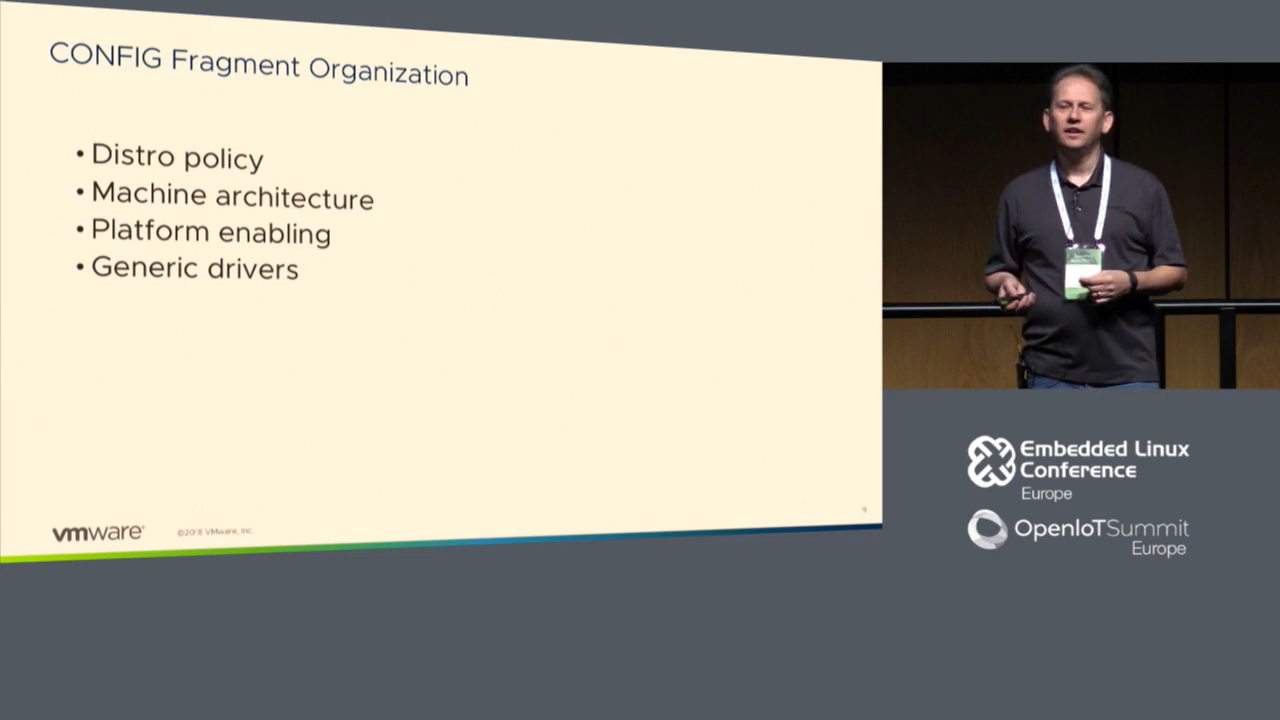 CONFIG Fragment Organization
• Distro policy
• Machine architecture
• Platform enabling
• Generic drivers
vmware®
©2018 VMware, Inc.
Embedded Linux
Conference
Europe
OpenIoTSummit
Europe